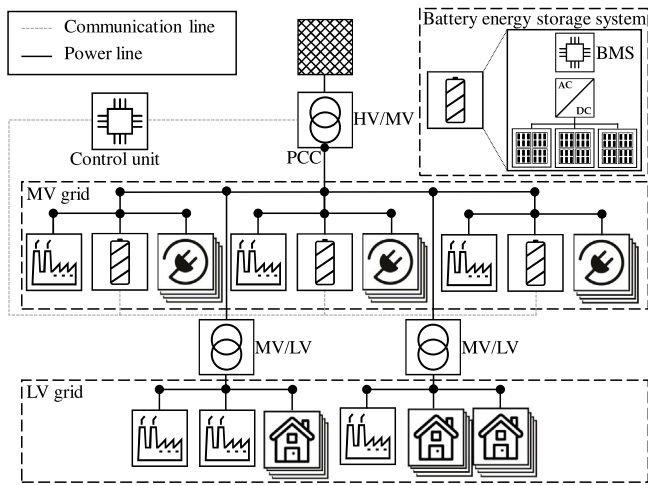 Communication line
Power line
Battery energy storage system
BMS
AC
DC
HV/MV
Control unit
PCC
MV grid
MV/LV
MV/LV
LV grid